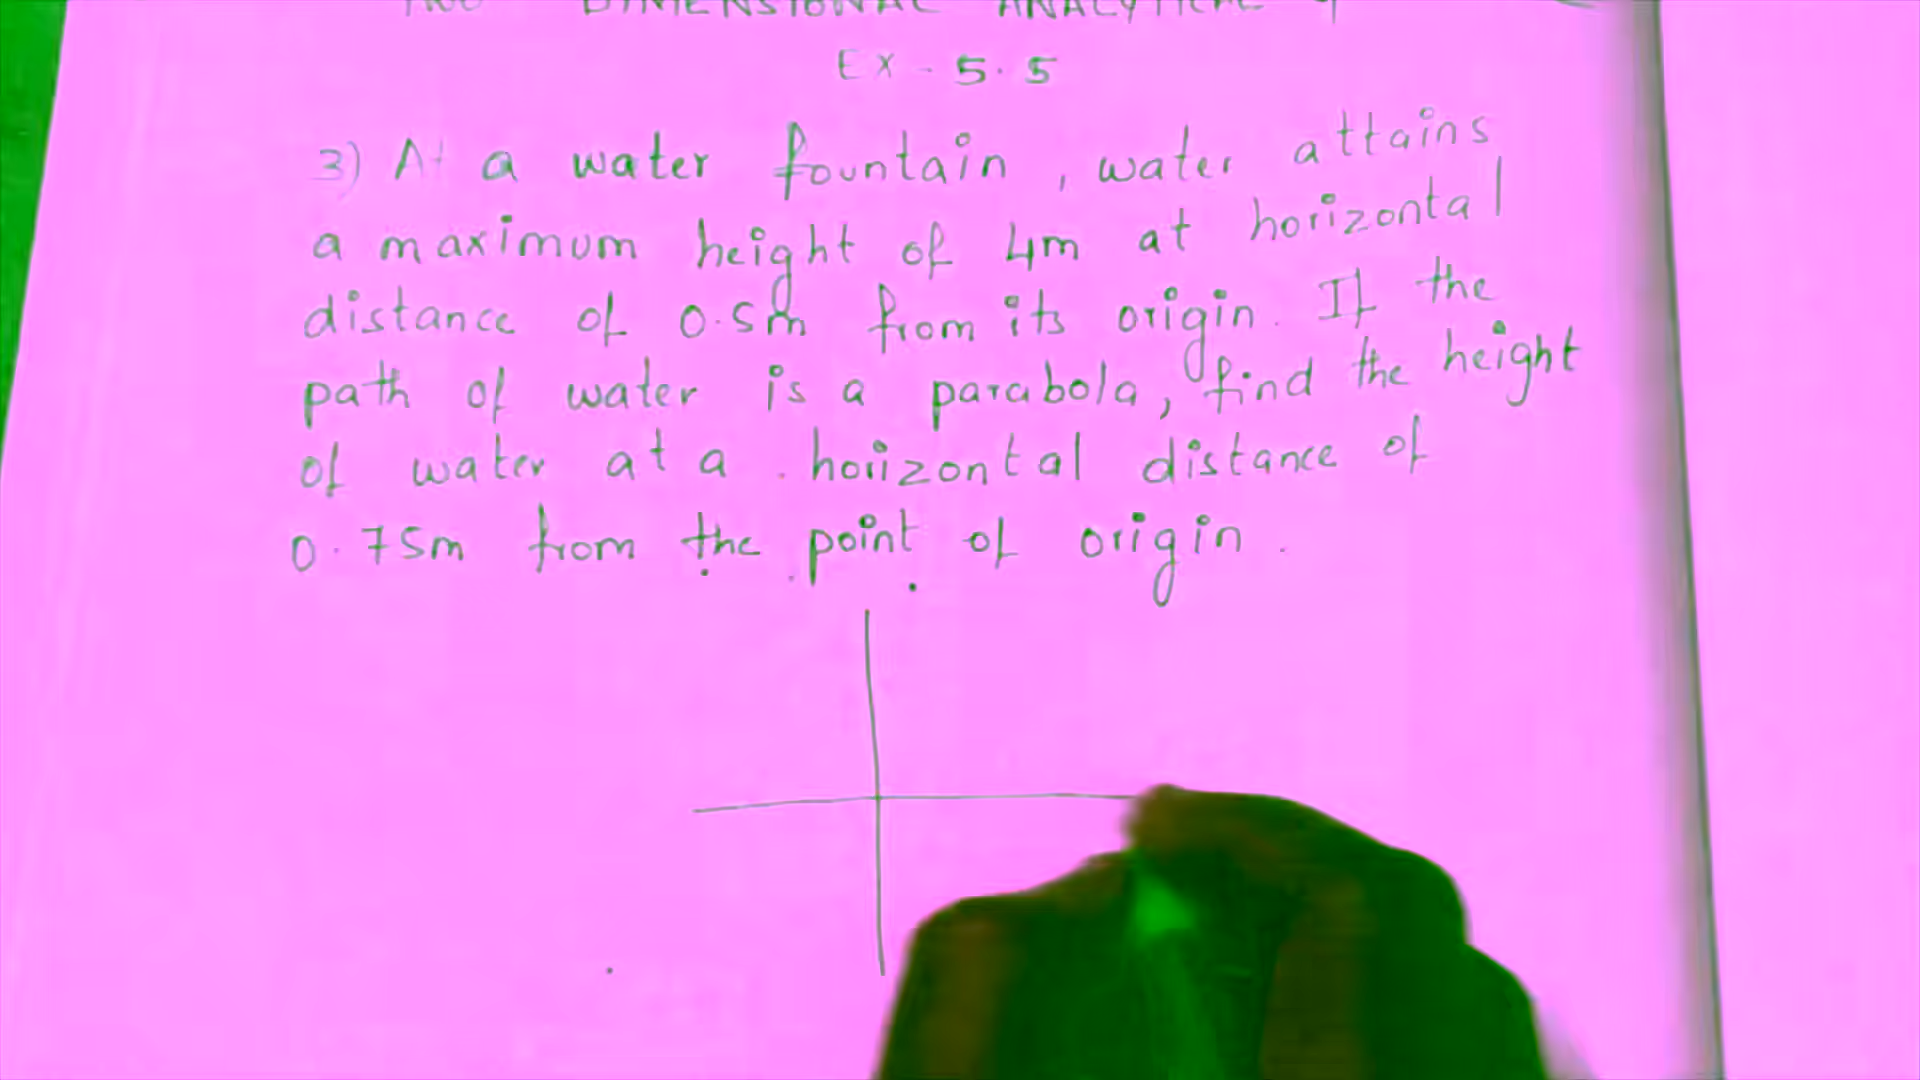 DIMENSIONAL ANALYTICAL
EX - 5.5
3) At a water fountain, water attains
a maximum height of 4m at horizontal
distance of 0.5m from its origin. If the
path of water is a parabola, find the height
of water at a horizontal distance of
0.75m from the point of origin.